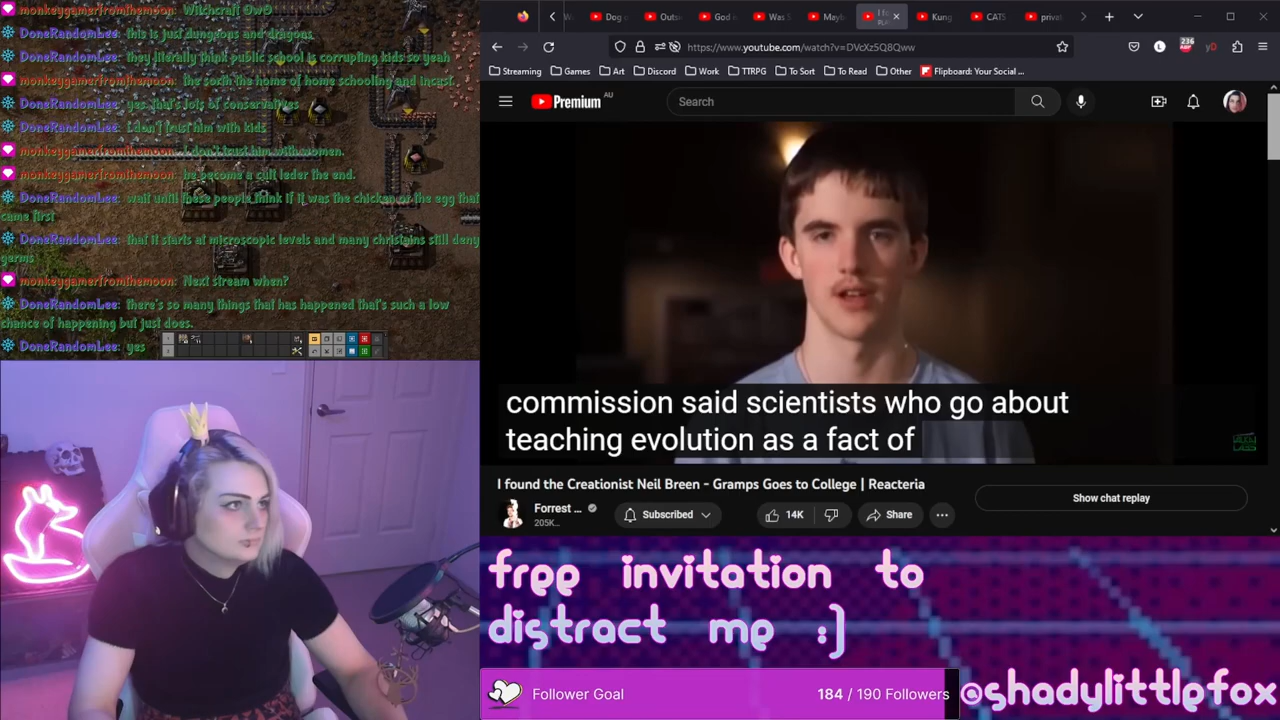 monkeygamerfromthemoon: Witchcraft OwO
DoneRandomLee: this is just dungeons and dragons
DoneRandomLee: they literally think public school is corrupting kids so yeah
monkeygamerfromthemoon: the sorth the home of home schooling and incast
DoneRandomLee: yes that's lots of conservatives
DoneRandomLee: I don't trust him with kids
monkeygamerfromthemoon: I don't trust him with women.
monkeygamerfromthemoon: he become a cult leder the end.
DoneRandomLee: wait until these people think if it was the chicken or the egg that
came first
DoneRandomLee: that it starts at microscopic levels and many christains still deny
germs
monkeygamerfromthemoon: Next stream when?
DoneRandomLee: there's so many things that has happened that's such a low
chance of happening but just does.
DoneRandomLee: yes
Dog
Outs
God
Was
Mayb
Kung
CATS
priva
https://www.youtube.com/watch?v=DVcXz5Q8Qww
236
Streaming
Games
Art
Discord
Work
TTRPG
To Sort
To Read
Other
Flipboard: Your Social ...
Premium AU
Search
commission said scientists who go about
teaching evolution as a fact of
I found the Creationist Neil Breen - Gramps Goes to College | Reacteria
Forrest ...
205K...
Subscribed
14K
Share
Show chat replay
free invitation to
distract me :)
Follower Goal
184 / 190 Followers
@shadylittlefox